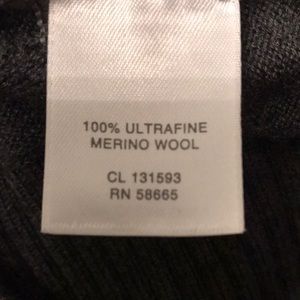 100% ULTRAFINE
MERINO WOOL
CL 131593
RN 58665